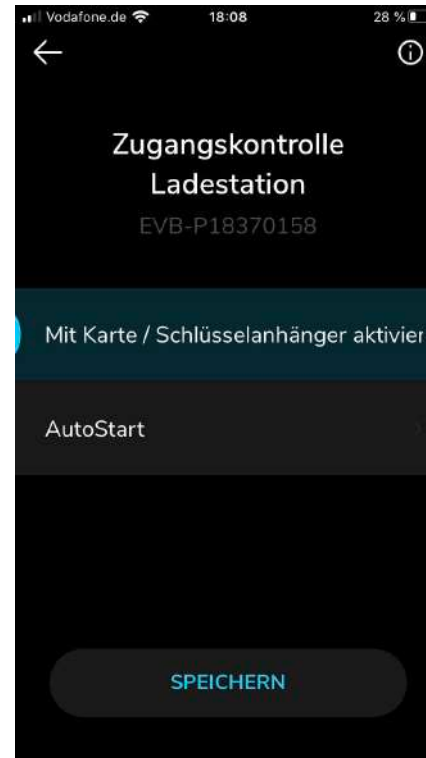 Vodafone.de 18:08 28 %
Zugangskontrolle
Ladestation
EVB-P18370158
Mit Karte / Schlüsselanhänger aktivier
AutoStart
SPEICHERN